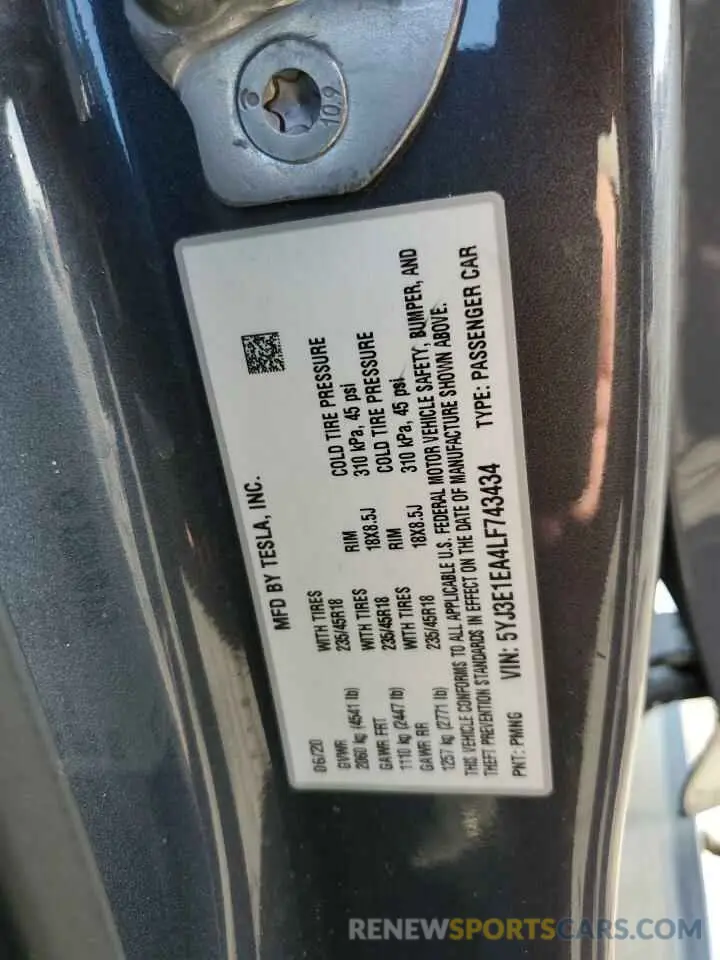 10.9
MFD BY TESLA, INC.
06/20
GVWR WITH TIRES RIM COLD TIRE PRESSURE
2060 kg (4541 lb) 235/45R18 18X8.5J 310 kPa, 45 psi
GAWR FRT WITH TIRES RIM COLD TIRE PRESSURE
1110 kg (2447 lb) 235/45R18 18X8.5J 310 kPa, 45 psi
GAWR RR WITH TIRES
1257 kg (2771 lb) 235/45R18
THIS VEHICLE CONFORMS TO ALL APPLICABLE U.S. FEDERAL MOTOR VEHICLE SAFETY, BUMPER, AND
THEFT PREVENTION STANDARDS IN EFFECT ON THE DATE OF MANUFACTURE SHOWN ABOVE.
PNT: PMNG VIN: 5YJ3E1EA4LF743434 TYPE: PASSENGER CAR
RENEWSPORTSCARS.COM